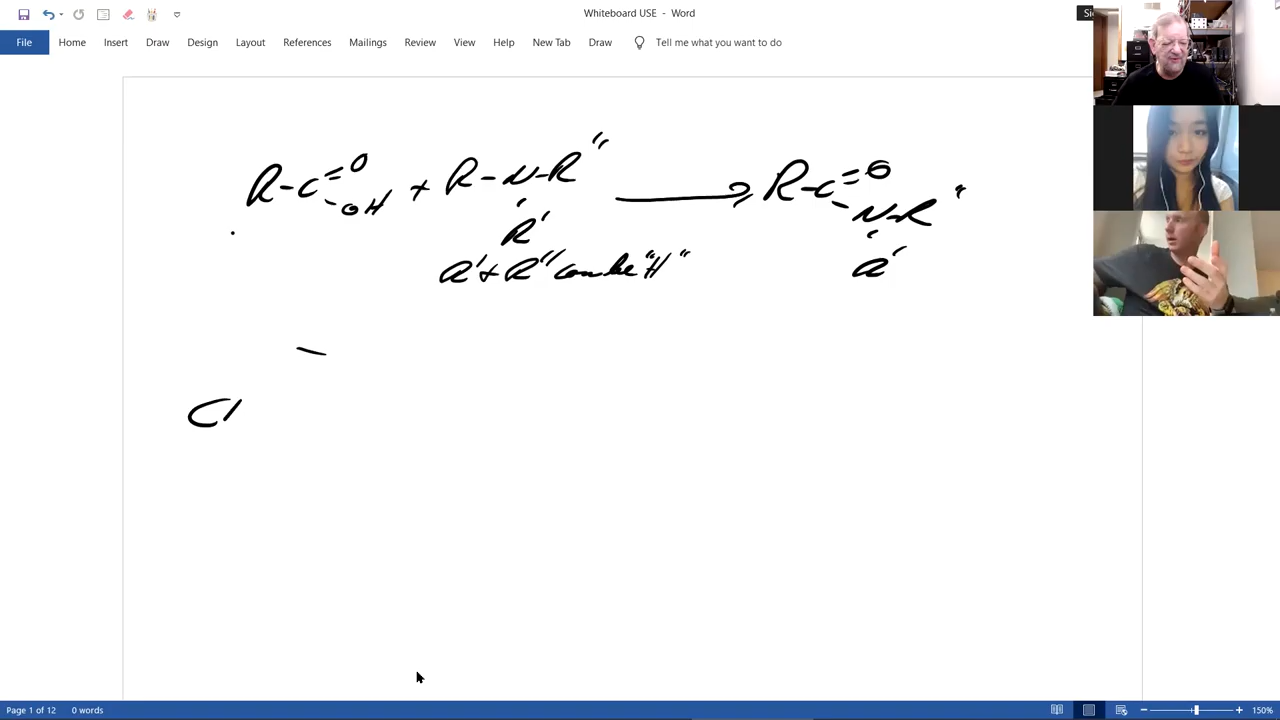 Whiteboard USE - Word
File Home Insert Draw Design Layout References Mailings Review View Help New Tab Draw Tell me what you want to do
R-C=O -OH + R-N-R" R' → R-C=O -N-R" R'
R' + R" can be "H"
Cl
Page 1 of 12 0 words 150%